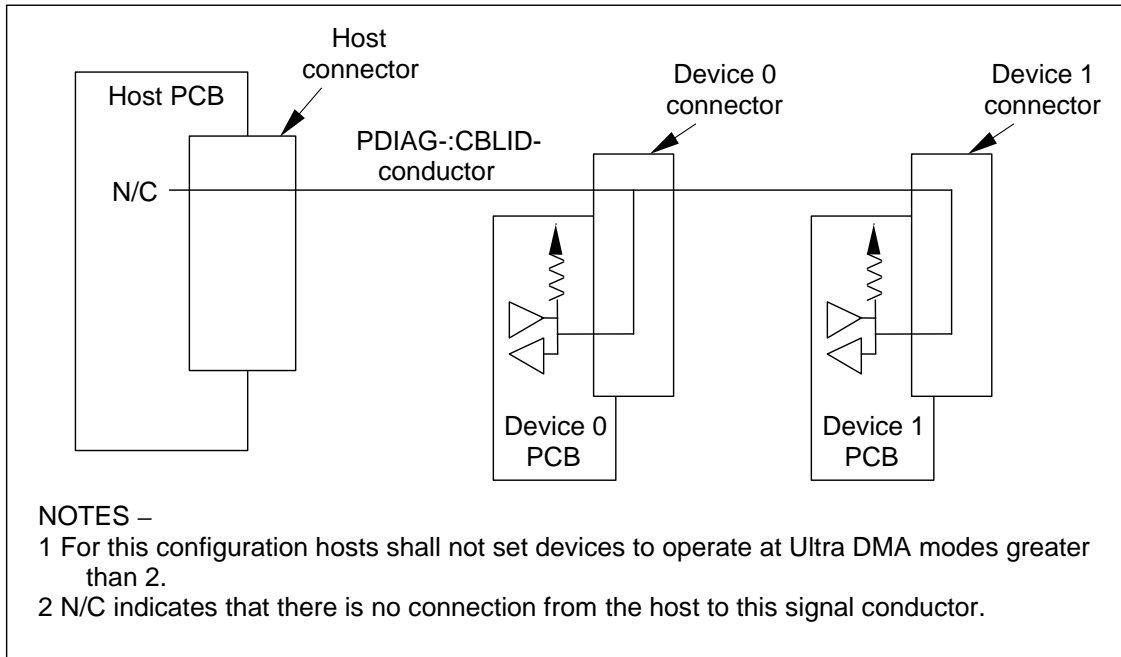 Host
connector
Host PCB
Device 0
connector
Device 1
connector
PDIAG-:CBLID-
conductor
N/C
Device 0
PCB
Device 1
PCB
NOTES –
1 For this configuration hosts shall not set devices to operate at Ultra DMA modes greater
than 2.
2 N/C indicates that there is no connection from the host to this signal conductor.